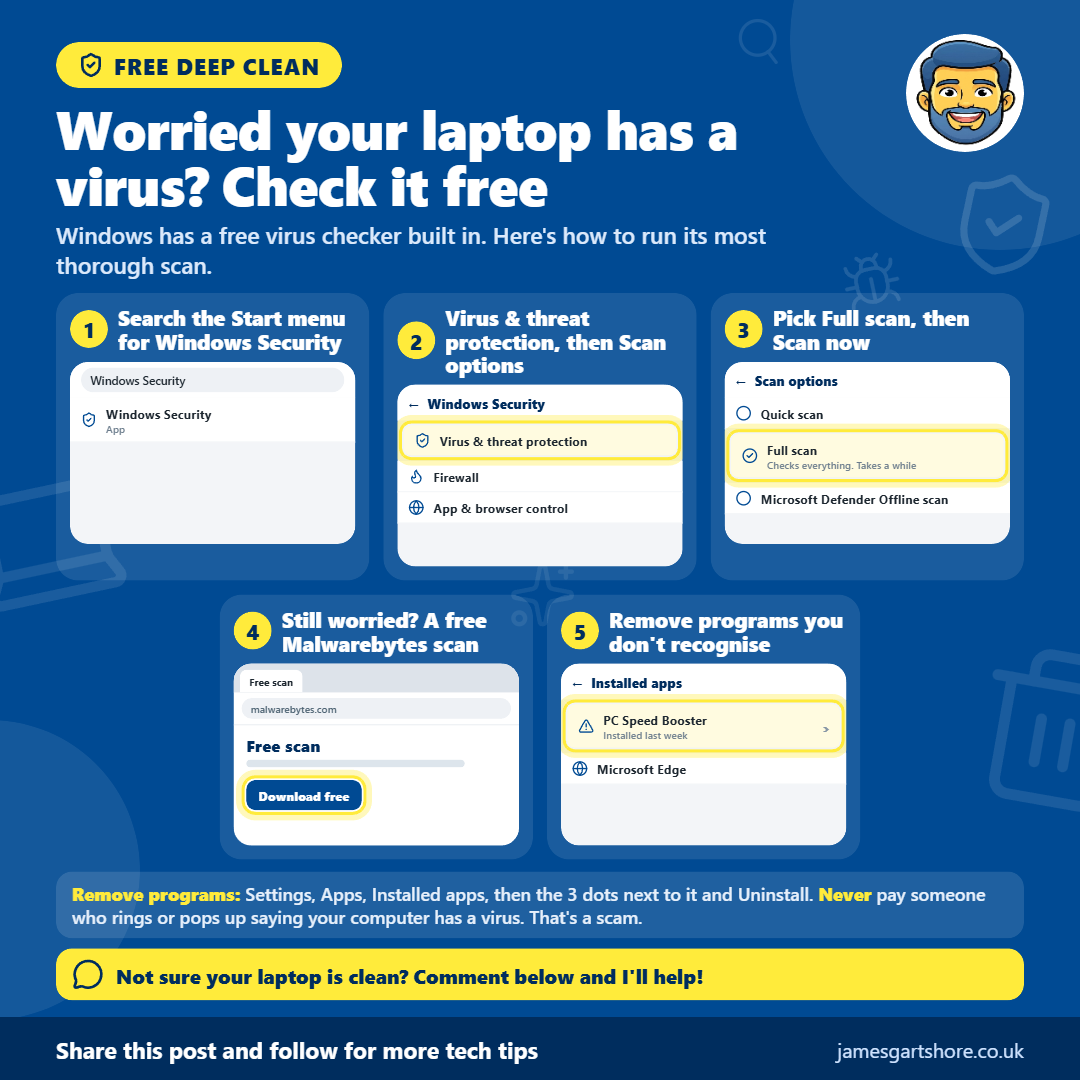 FREE DEEP CLEAN
Worried your laptop has a
virus? Check it free
Windows has a free virus checker built in. Here's how to run its most
thorough scan.
1
Search the Start menu
for Windows Security
Windows Security
Windows Security
App
2
Virus & threat
protection, then Scan
options
← Windows Security
Virus & threat protection
Firewall
App & browser control
3
Pick Full scan, then
Scan now
← Scan options
Quick scan
Full scan
Checks everything. Takes a while
Microsoft Defender Offline scan
4
Still worried? A free
Malwarebytes scan
Free scan
malwarebytes.com
Free scan
Download free
5
Remove programs you
don't recognise
← Installed apps
PC Speed Booster
Installed last week
›
Microsoft Edge
Remove programs: Settings, Apps, Installed apps, then the 3 dots next to it and Uninstall. Never pay someone
who rings or pops up saying your computer has a virus. That's a scam.
Not sure your laptop is clean? Comment below and I'll help!
Share this post and follow for more tech tips
jamesgartshore.co.uk